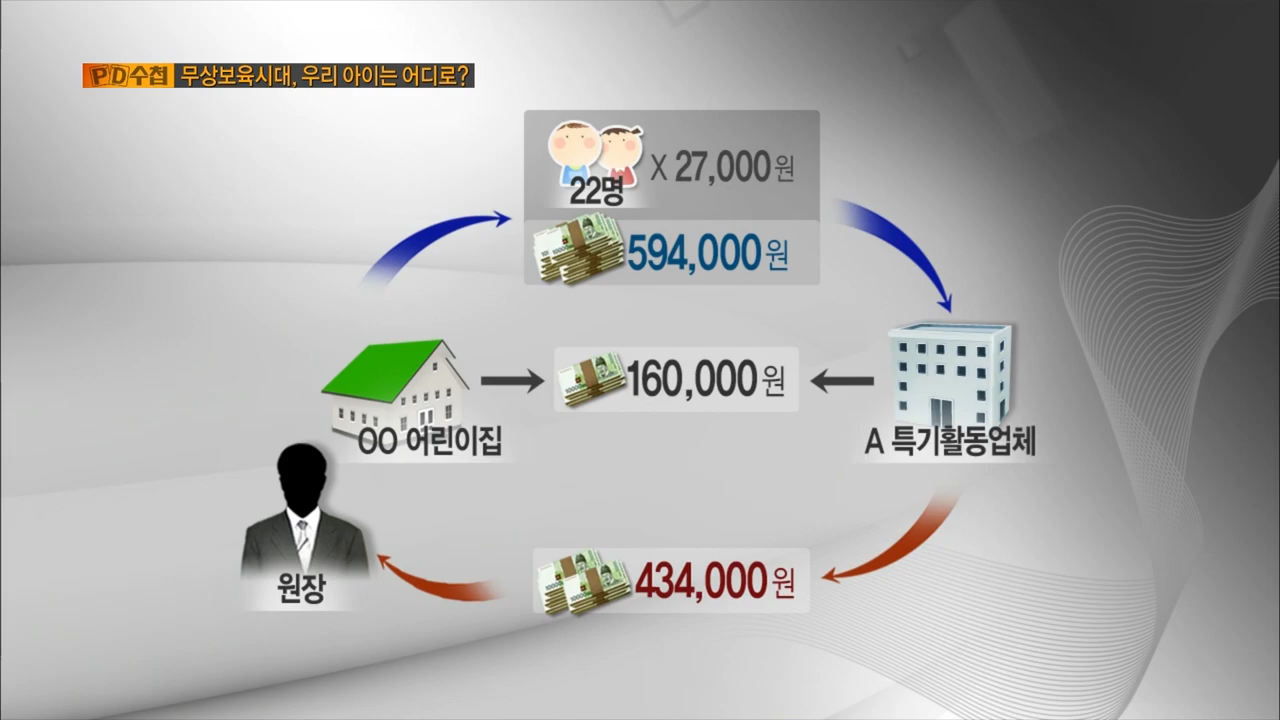 PD수첩 무상보육시대, 우리 아이는 어디로?
22명 X 27,000원
594,000원
160,000원
OO 어린이집
A 특기활동업체
원장
434,000원